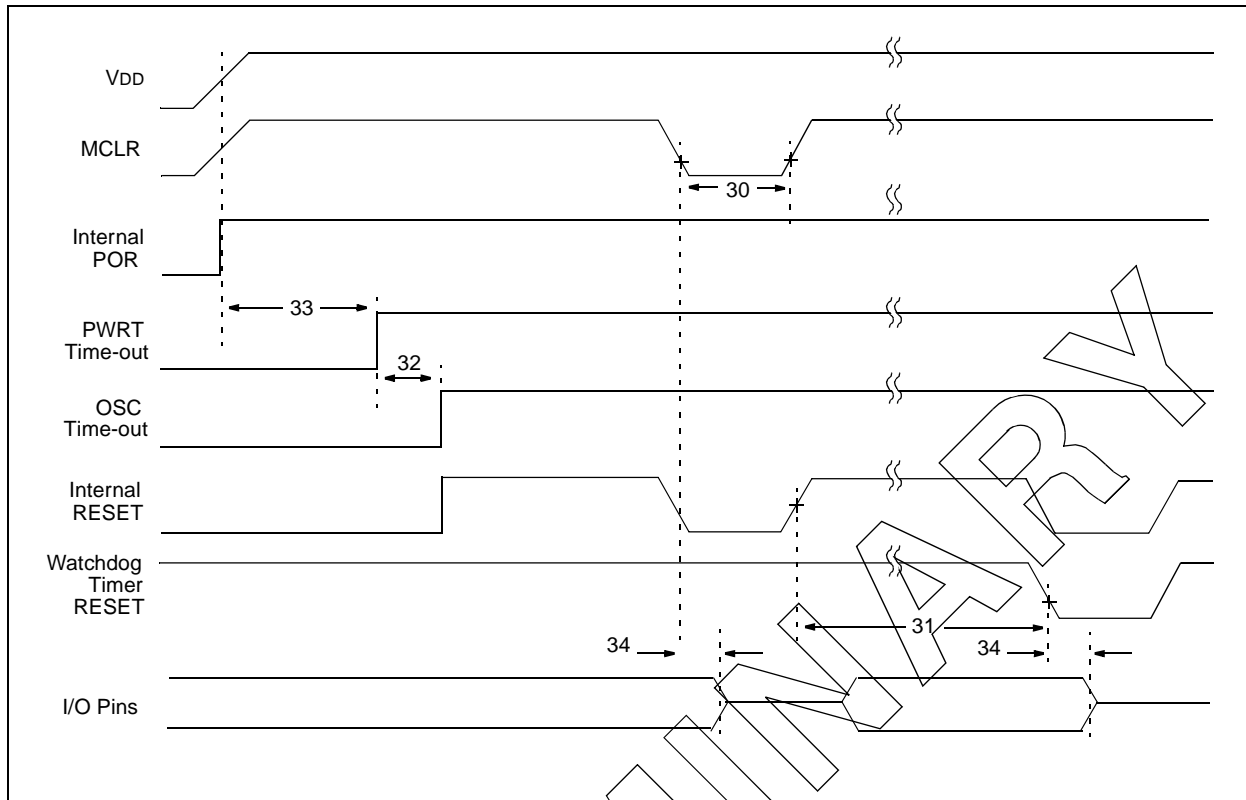 VDD
MCLR
30
Internal
POR
33
PWRT
Time-out
32
OSC
Time-out
Internal
RESET
Watchdog
Timer
RESET
31
34
34
I/O Pins
INARY